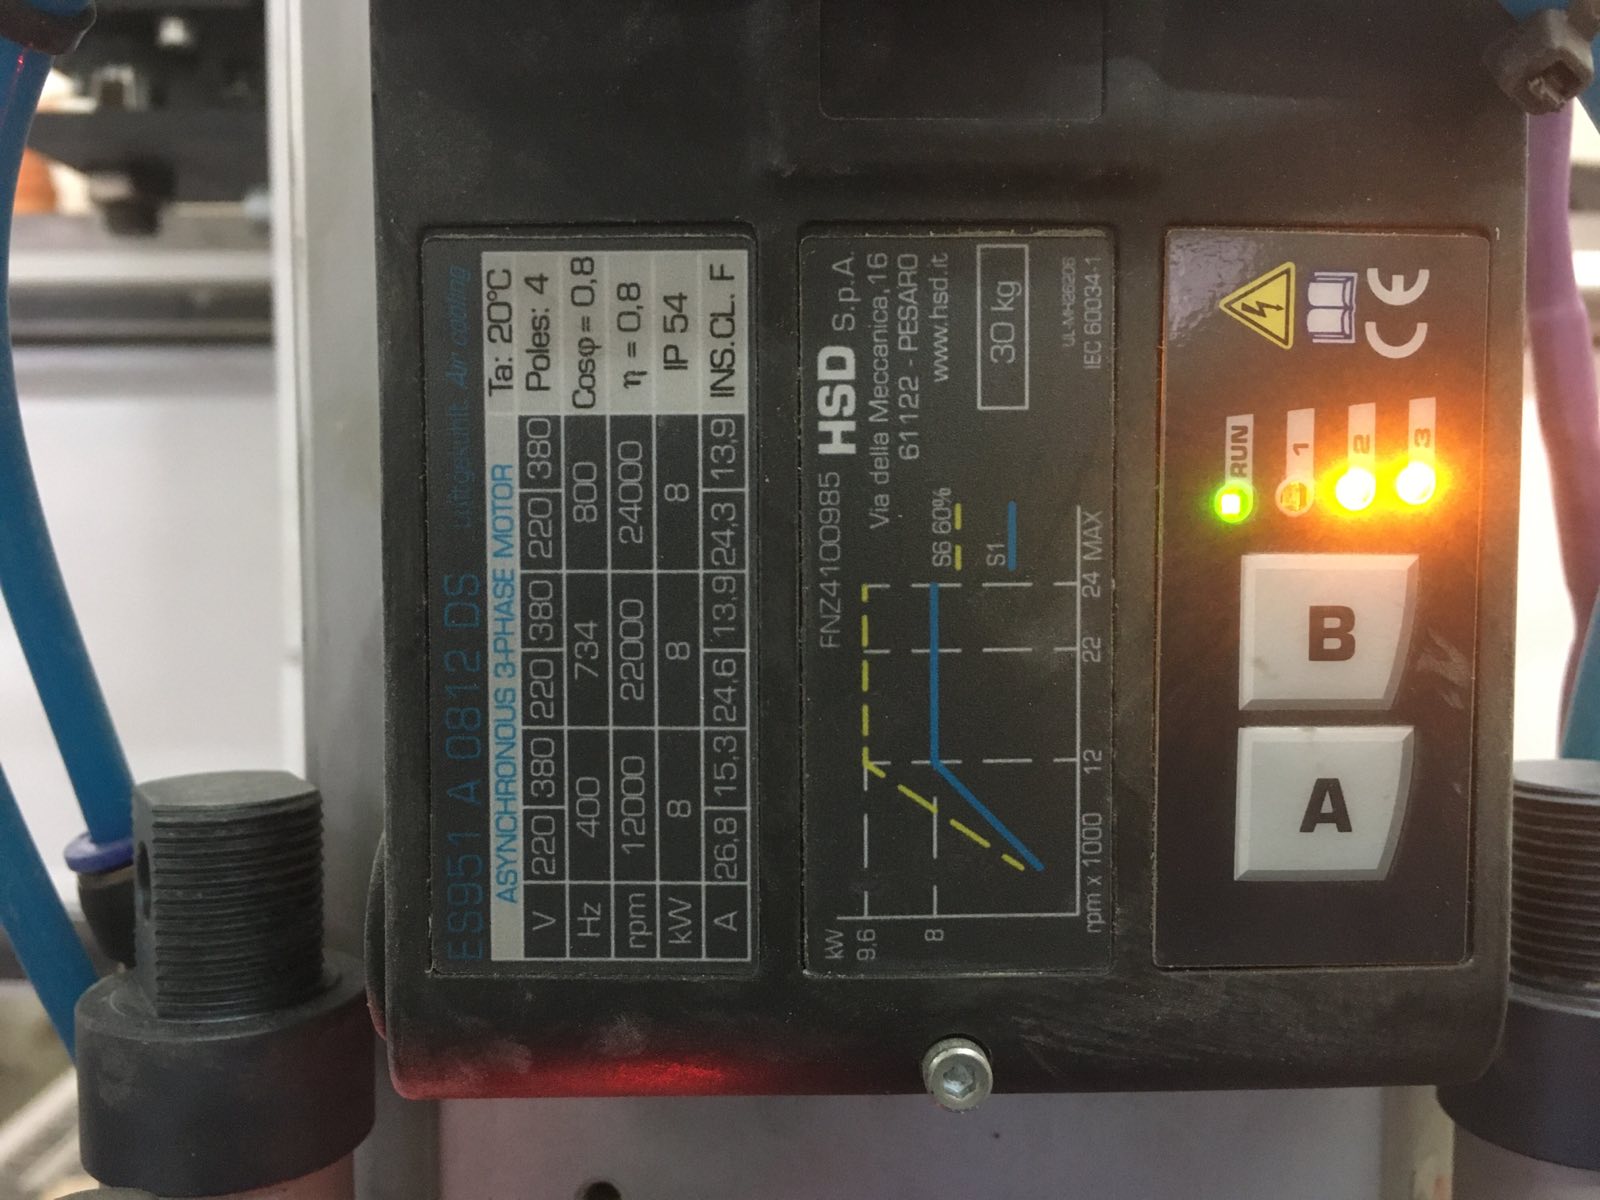 ES951 A 0812 DS luftgekühlt Air cooling
ASYNCHRONOUS 3-PHASE MOTOR Ta: 20°C
V 220 380 220 380 220 380 Poles: 4
Hz 400 734 800 Cosφ = 0,8
rpm 12000 22000 24000 η = 0,8
kW 8 8 8 IP 54
A 26,8 15,3 24,6 13,9 24,3 13,9 INS.CL. F
FNZ4100985 HSD S.p.A.
Via della Meccanica,16
61122 - PESARO
www.hsd.it
30 kg
IEC 60034-1
kW
9,6
8
S6 60%
S1
rpm x 1000 12 22 24 MAX
RUN
1
2
3
CE
A B